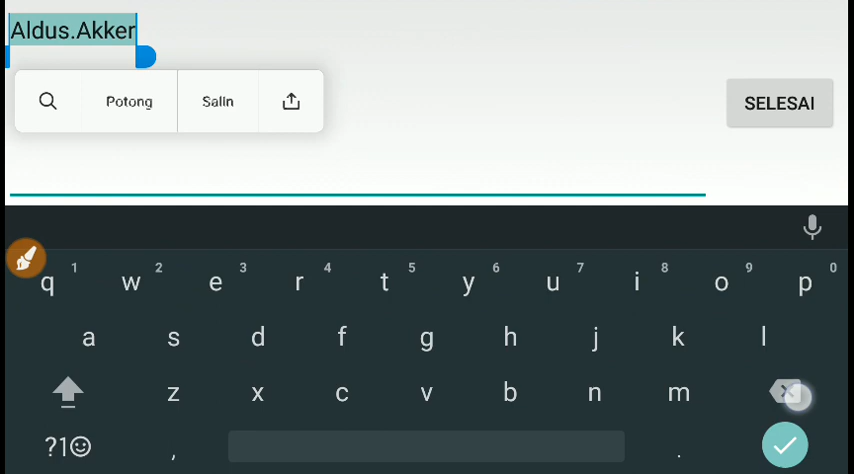 Aldus.Akker
Potong Salin
SELESAI
q 1 w 2 e 3 r 4 t 5 y 6 u 7 i 8 o 9 p 0
a s d f g h j k l
z x c v b n m
?1☺ , .